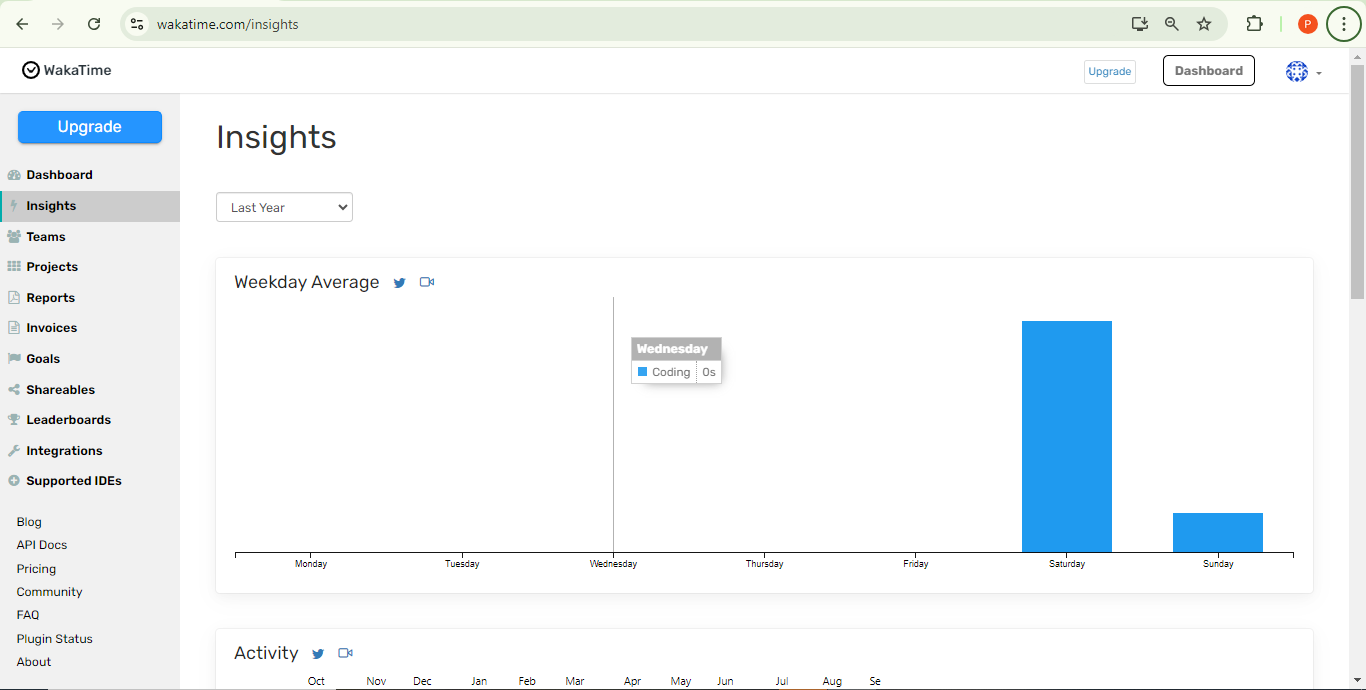 wakatime.com/insights
P
WakaTime
Upgrade
Dashboard
Upgrade
Dashboard
Insights
Teams
Projects
Reports
Invoices
Goals
Shareables
Leaderboards
Integrations
Supported IDEs
Blog
API Docs
Pricing
Community
FAQ
Plugin Status
About
Insights
Last Year
Weekday Average
Wednesday
Coding 0s
Monday Tuesday Wednesday Thursday Friday Saturday Sunday
Activity
Oct Nov Dec Jan Feb Mar Apr May Jun Jul Aug Se